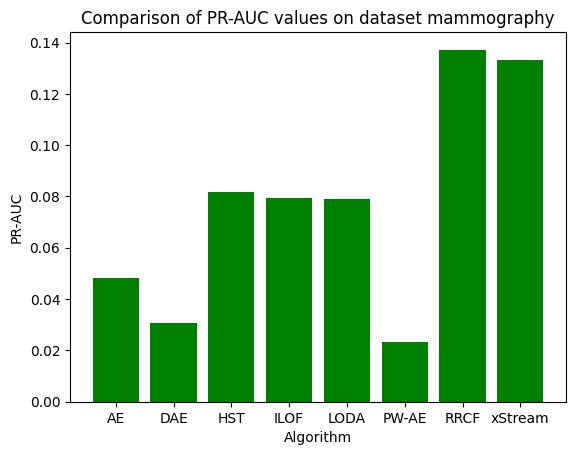 Comparison of PR-AUC values on dataset mammography
0.14
0.12
0.10
0.08
0.06
0.04
0.02
0.00
PR-AUC
AE DAE HST ILOF LODA PW-AE RRCF xStream
Algorithm